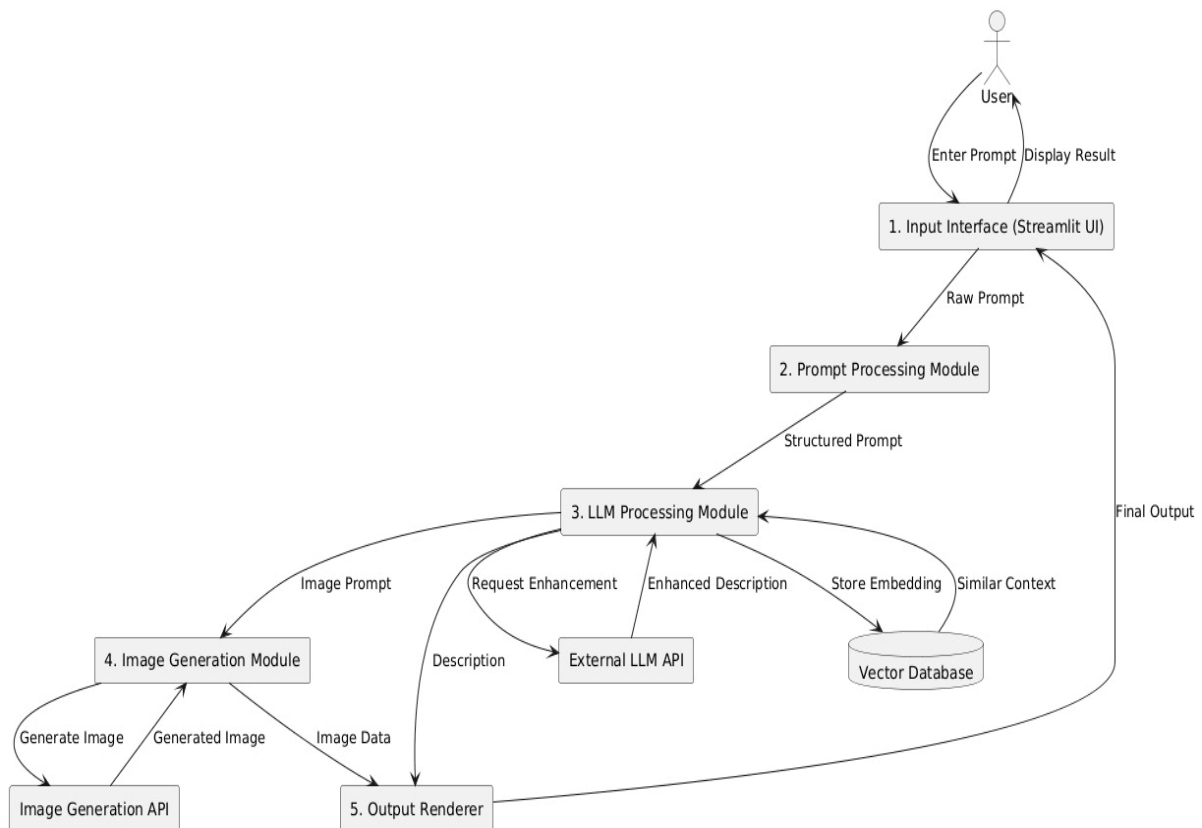 User
Enter Prompt
Display Result
1. Input Interface (Streamlit UI)
Raw Prompt
2. Prompt Processing Module
Structured Prompt
3. LLM Processing Module
Final Output
Image Prompt
Request Enhancement
Enhanced Description
Store Embedding
Similar Context
4. Image Generation Module
Description
External LLM API
Vector Database
Generate Image
Generated Image
Image Data
Image Generation API
5. Output Renderer